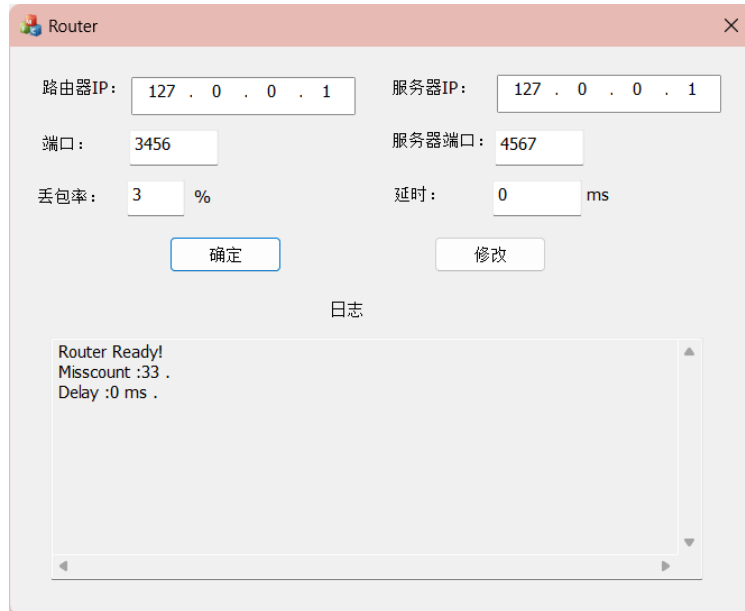 Router
路由器IP： 127 . 0 . 0 . 1 服务器IP： 127 . 0 . 0 . 1
端口： 3456 服务器端口： 4567
丢包率： 3 % 延时： 0 ms
确定 修改
日志
Router Ready!
Misscount :33 .
Delay :0 ms .